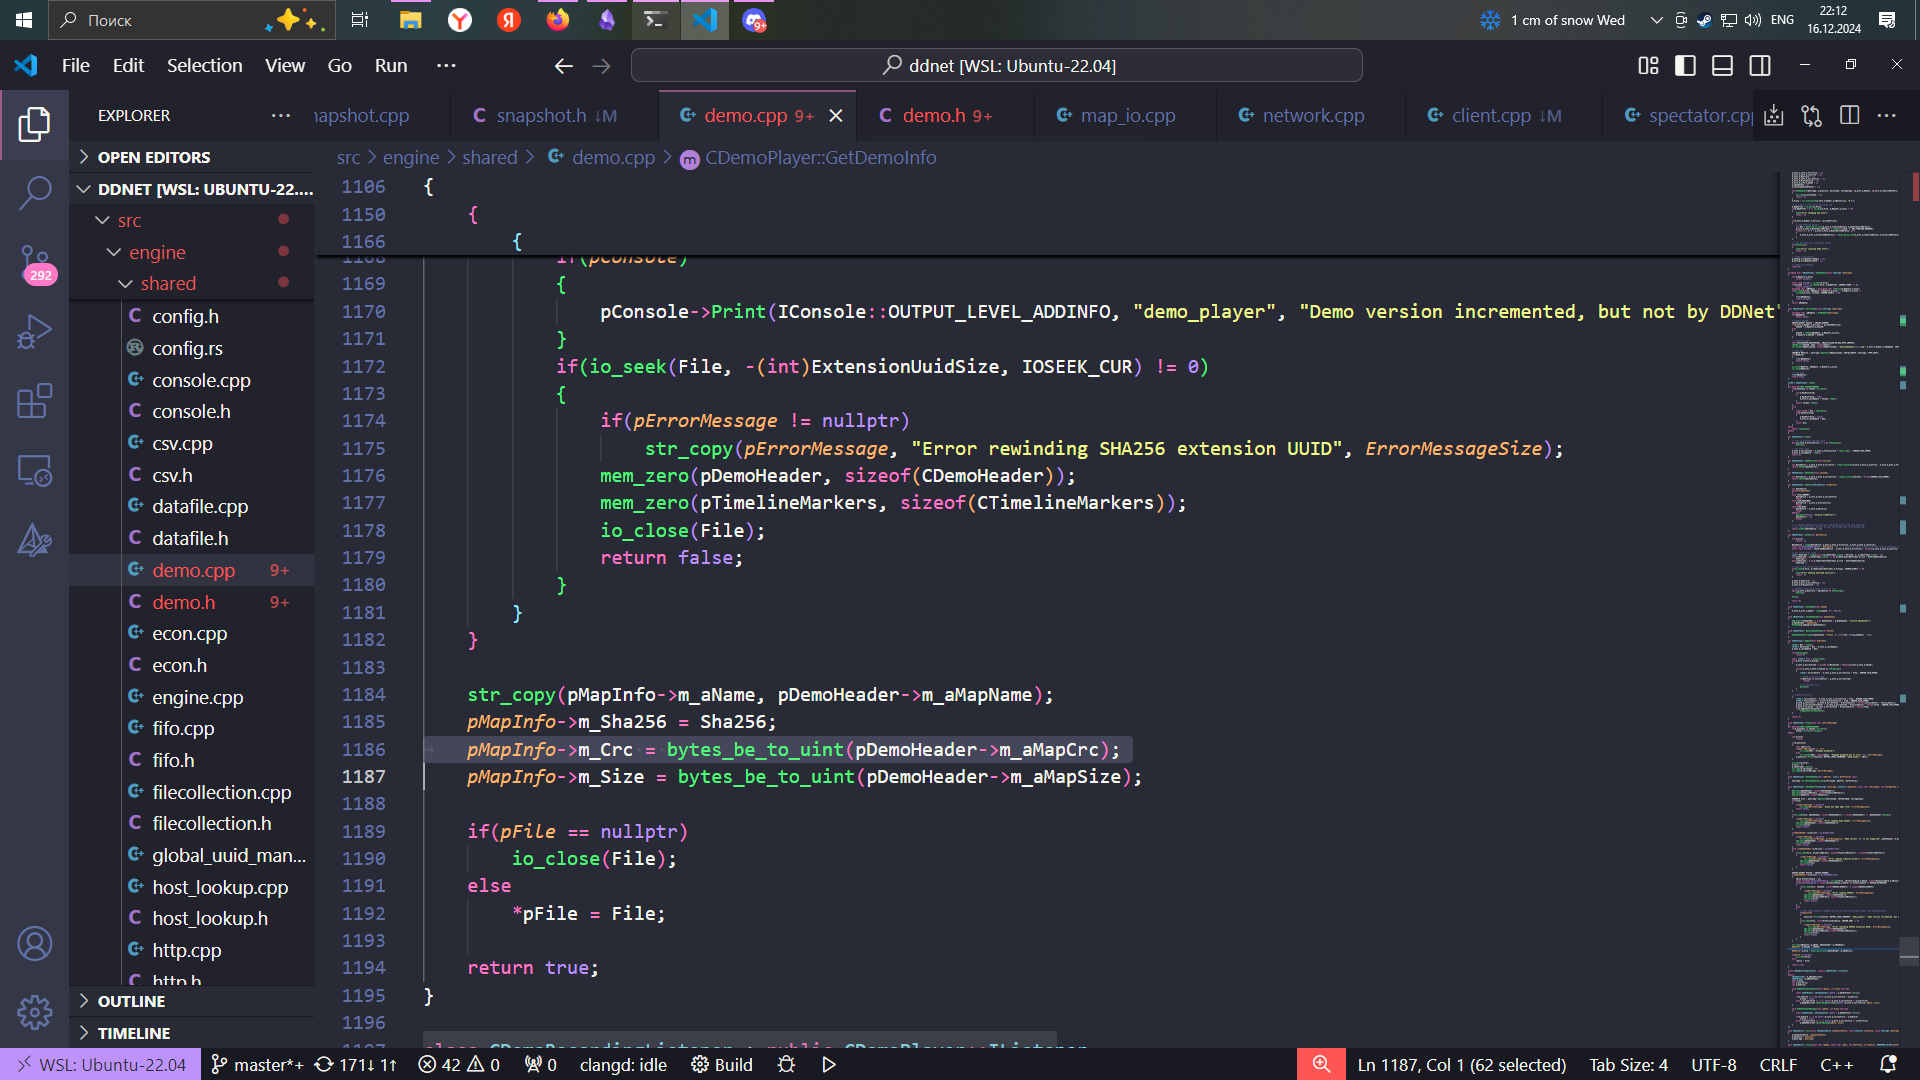 Поиск
1 cm of snow Wed
ENG
22:12
16.12.2024
File Edit Selection View Go Run ···
ddnet [WSL: Ubuntu-22.04]
EXPLORER ···
napshot.cpp
snapshot.h ↓M
demo.cpp 9+
demo.h 9+
map_io.cpp
network.cpp
client.cpp ↓M
spectator.cpp
OPEN EDITORS
DDNET [WSL: UBUNTU-22....
src
engine
shared
config.h
config.rs
console.cpp
console.h
csv.cpp
csv.h
datafile.cpp
datafile.h
demo.cpp 9+
demo.h 9+
econ.cpp
econ.h
engine.cpp
fifo.cpp
fifo.h
filecollection.cpp
filecollection.h
global_uuid_man...
host_lookup.cpp
host_lookup.h
http.cpp
http.h
OUTLINE
TIMELINE
292
src > engine > shared > demo.cpp > CDemoPlayer::GetDemoInfo
1106 {
1150 {
1166 {
1168 if(pConsole)
1169 {
1170 pConsole->Print(IConsole::OUTPUT_LEVEL_ADDINFO, "demo_player", "Demo version incremented, but not by DDNet"
1171 }
1172 if(io_seek(File, -(int)ExtensionUuidSize, IOSEEK_CUR) != 0)
1173 {
1174 if(pErrorMessage != nullptr)
1175 str_copy(pErrorMessage, "Error rewinding SHA256 extension UUID", ErrorMessageSize);
1176 mem_zero(pDemoHeader, sizeof(CDemoHeader));
1177 mem_zero(pTimelineMarkers, sizeof(CTimelineMarkers));
1178 io_close(File);
1179 return false;
1180 }
1181 }
1182 }
1183
1184 str_copy(pMapInfo->m_aName, pDemoHeader->m_aMapName);
1185 pMapInfo->m_Sha256 = Sha256;
1186 pMapInfo->m_Crc = bytes_be_to_uint(pDemoHeader->m_aMapCrc);
1187 pMapInfo->m_Size = bytes_be_to_uint(pDemoHeader->m_aMapSize);
1188
1189 if(pFile == nullptr)
1190 io_close(File);
1191 else
1192 *pFile = File;
1193
1194 return true;
1195 }
1196
1197 class CDemoRecordingListener : public CDemoPlayer::IListener
WSL: Ubuntu-22.04 master*+ 171↓ 1↑ 42 0 0 clangd: idle Build
Ln 1187, Col 1 (62 selected) Tab Size: 4 UTF-8 CRLF C++